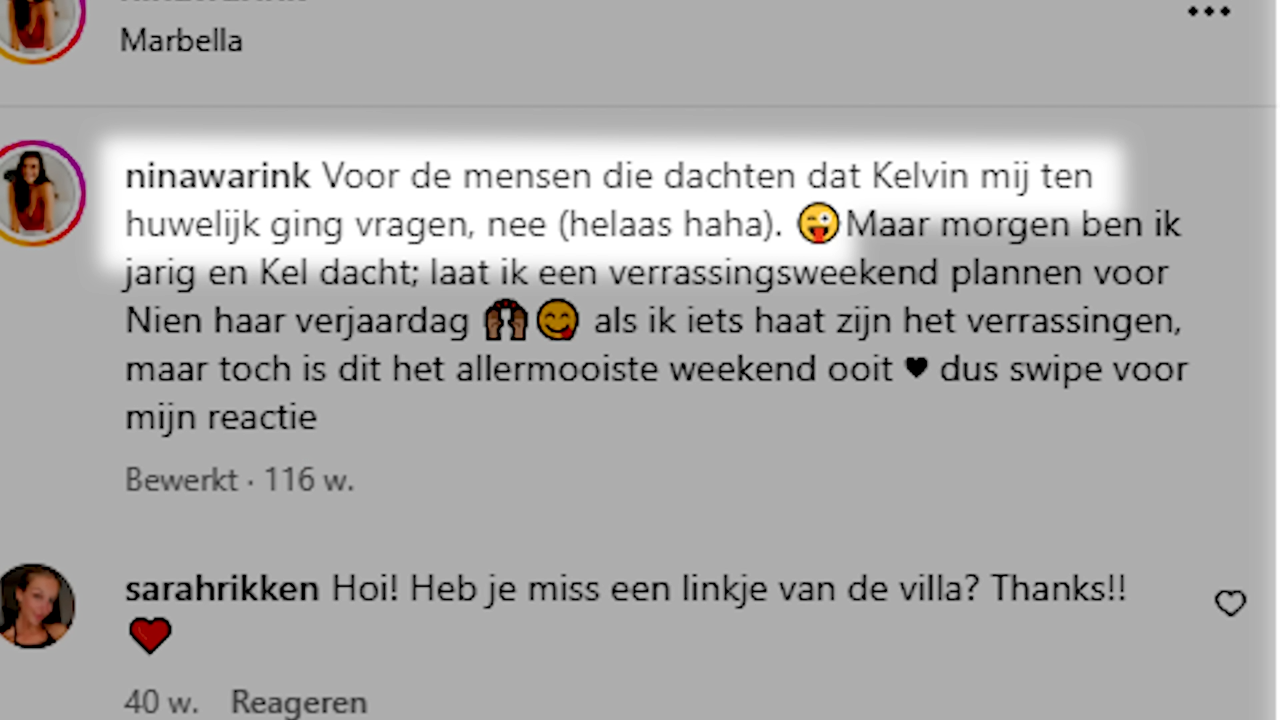 Marbella
ninawarink Voor de mensen die dachten dat Kelvin mij ten
huwelijk ging vragen, nee (helaas haha). 😜 Maar morgen ben ik
jarig en Kel dacht; laat ik een verrassingsweekend plannen voor
Nien haar verjaardag 🙌🏾😋 als ik iets haat zijn het verrassingen,
maar toch is dit het allermooiste weekend ooit ♥ dus swipe voor
mijn reactie
Bewerkt · 116 w.
sarahrikken Hoi! Heb je miss een linkje van de villa? Thanks!!
❤️
40 w. Reageren